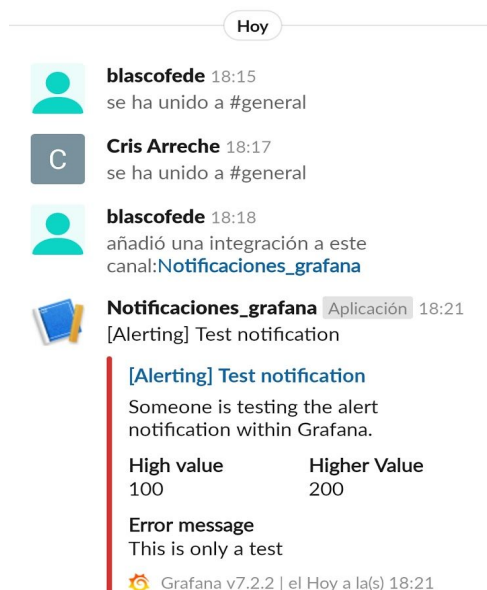 Hoy
blascofede 18:15
se ha unido a #general
C
Cris Arreche 18:17
se ha unido a #general
blascofede 18:18
añadió una integración a este
canal:Notificaciones_grafana
Notificaciones_grafana Aplicación 18:21
[Alerting] Test notification
[Alerting] Test notification
Someone is testing the alert
notification within Grafana.
High value Higher Value
100 200
Error message
This is only a test
Grafana v7.2.2 | el Hoy a la(s) 18:21